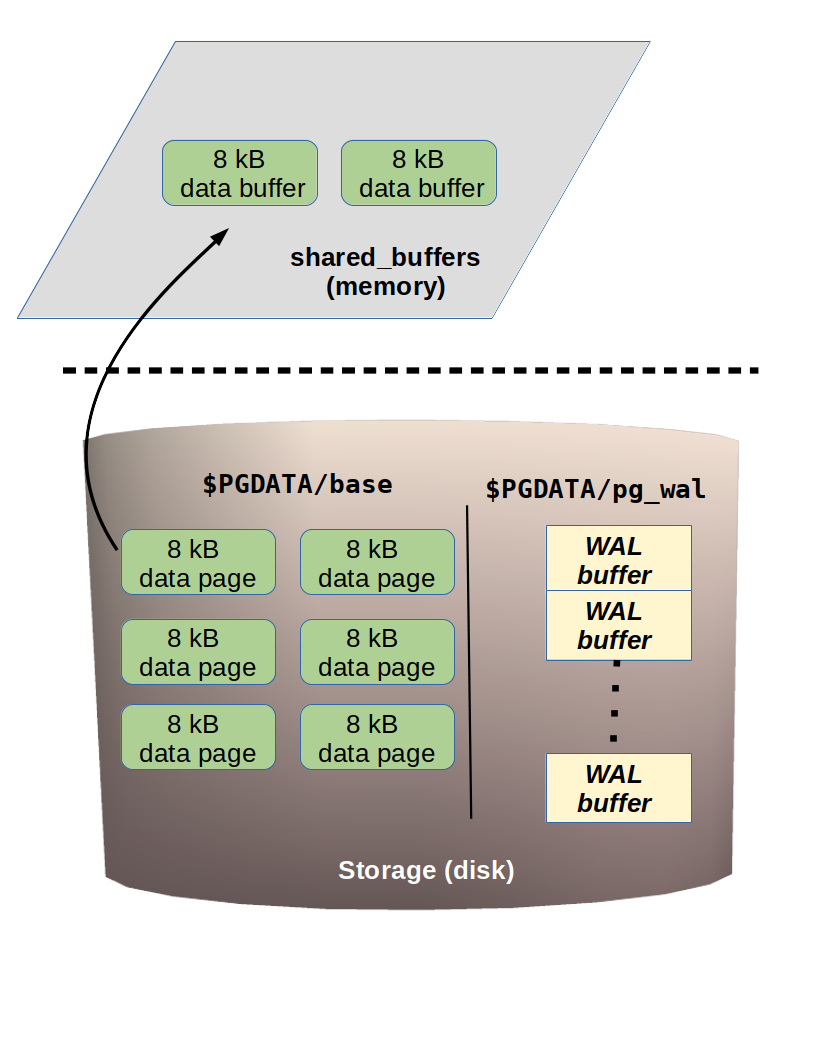 8 kB
data buffer
8 kB
data buffer
shared_buffers
(memory)
$PGDATA/base
$PGDATA/pg_wal
8 kB
data page
8 kB
data page
WAL
buffer
WAL
buffer
8 kB
data page
8 kB
data page
8 kB
data page
8 kB
data page
WAL
buffer
Storage (disk)